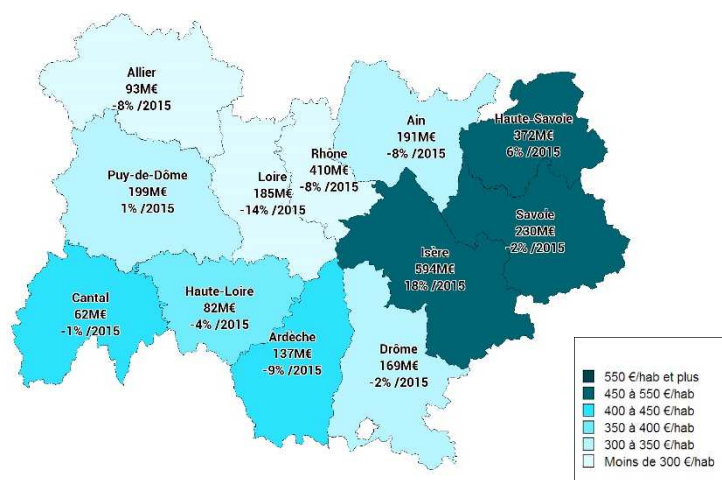 Allier
93M€
-8% /2015
Ain
191M€
-8% /2015
Haute-Savoie
372M€
6% /2015
Puy-de-Dôme
199M€
1% /2015
Loire
185M€
-14% /2015
Rhône
410M€
-8% /2015
Savoie
230M€
-2% /2015
Isère
594M€
18% /2015
Cantal
62M€
-1% /2015
Haute-Loire
82M€
-4% /2015
Ardèche
137M€
-9% /2015
Drôme
169M€
-2% /2015
550 €/hab et plus
450 à 550 €/hab
400 à 450 €/hab
350 à 400 €/hab
300 à 350 €/hab
Moins de 300 €/hab